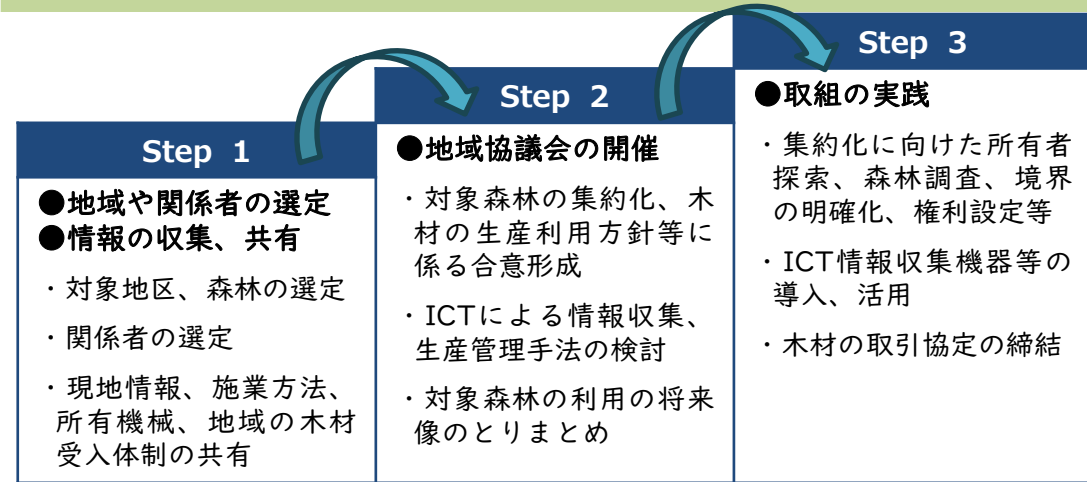 Step 1
●地域や関係者の選定
●情報の収集、共有
・対象地区、森林の選定
・関係者の選定
・現地情報、施業方法、
所有機械、地域の木材
受入体制の共有
Step 2
●地域協議会の開催
・対象森林の集約化、木
材の生産利用方針等に
係る合意形成
・ICTによる情報収集、
生産管理手法の検討
・対象森林の利用の将来
像のとりまとめ
Step 3
●取組の実践
・集約化に向けた所有者
探索、森林調査、境界
の明確化、権利設定等
・ICT情報収集機器等の
導入、活用
・木材の取引協定の締結